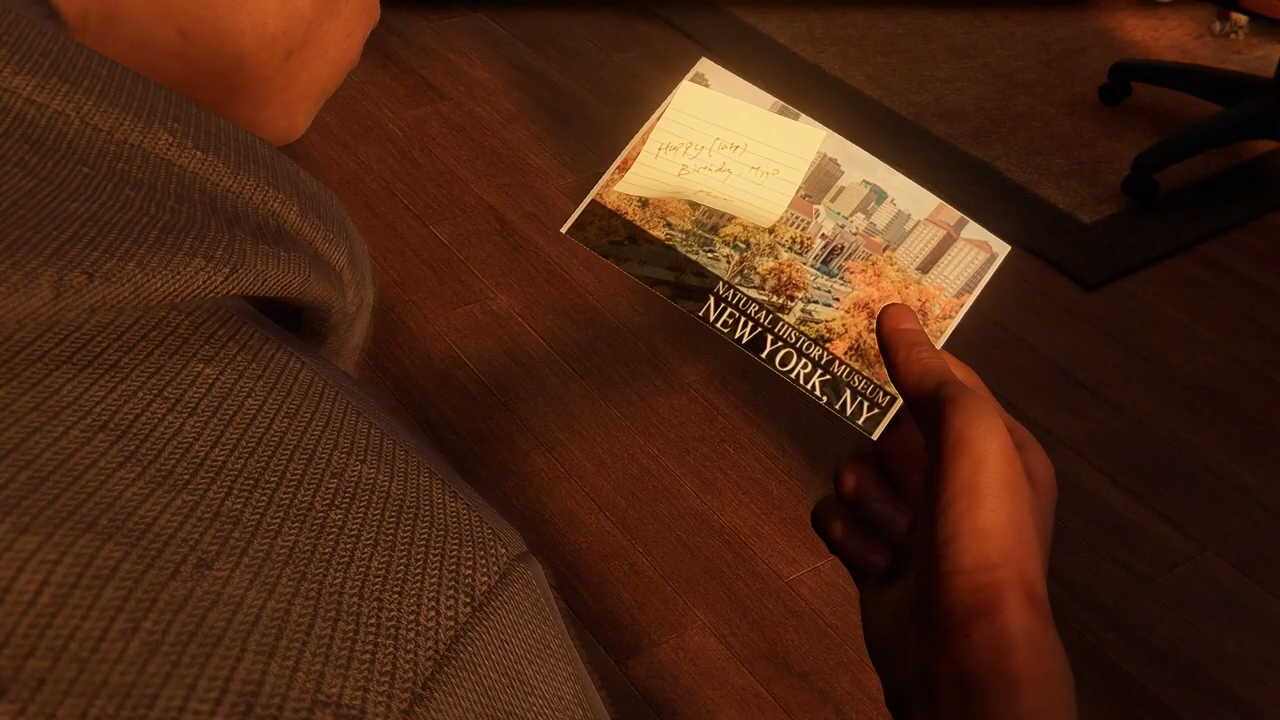 Happy (late)
Birthday, Mijo
NATURAL HISTORY MUSEUM
NEW YORK, NY